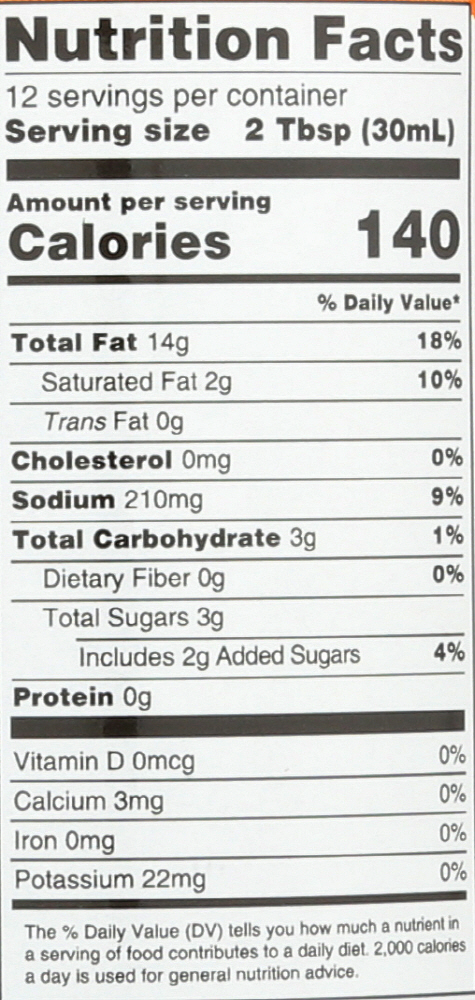 Nutrition Facts
12 servings per container
Serving size 2 Tbsp (30mL)
Amount per serving
Calories 140
% Daily Value*
Total Fat 14g 18%
Saturated Fat 2g 10%
Trans Fat 0g
Cholesterol 0mg 0%
Sodium 210mg 9%
Total Carbohydrate 3g 1%
Dietary Fiber 0g 0%
Total Sugars 3g
Includes 2g Added Sugars 4%
Protein 0g
Vitamin D 0mcg 0%
Calcium 3mg 0%
Iron 0mg 0%
Potassium 22mg 0%
The % Daily Value (DV) tells you how much a nutrient in
a serving of food contributes to a daily diet. 2,000 calories
a day is used for general nutrition advice.